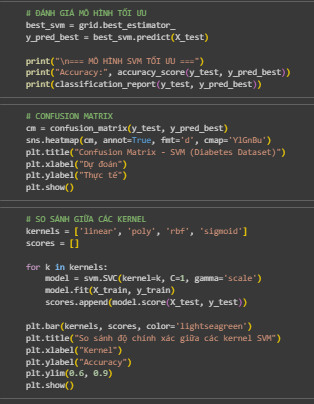 # ĐÁNH GIÁ MÔ HÌNH TỐI ƯU
best_svm = grid.best_estimator_
y_pred_best = best_svm.predict(X_test)
print("\n=== MÔ HÌNH SVM TỐI ƯU ===")
print("Accuracy:", accuracy_score(y_test, y_pred_best))
print(classification_report(y_test, y_pred_best))
# CONFUSION MATRIX
cm = confusion_matrix(y_test, y_pred_best)
sns.heatmap(cm, annot=True, fmt='d', cmap='YlGnBu')
plt.title("Confusion Matrix - SVM (Diabetes Dataset)")
plt.xlabel("Dự đoán")
plt.ylabel("Thực tế")
plt.show()
# SO SÁNH GIỮA CÁC KERNEL
kernels = ['linear', 'poly', 'rbf', 'sigmoid']
scores = []
for k in kernels:
    model = svm.SVC(kernel=k, C=1, gamma='scale')
    model.fit(X_train, y_train)
    scores.append(model.score(X_test, y_test))
plt.bar(kernels, scores, color='lightseagreen')
plt.title("So sánh độ chính xác giữa các kernel SVM")
plt.xlabel("Kernel")
plt.ylabel("Accuracy")
plt.ylim(0.6, 0.9)
plt.show()